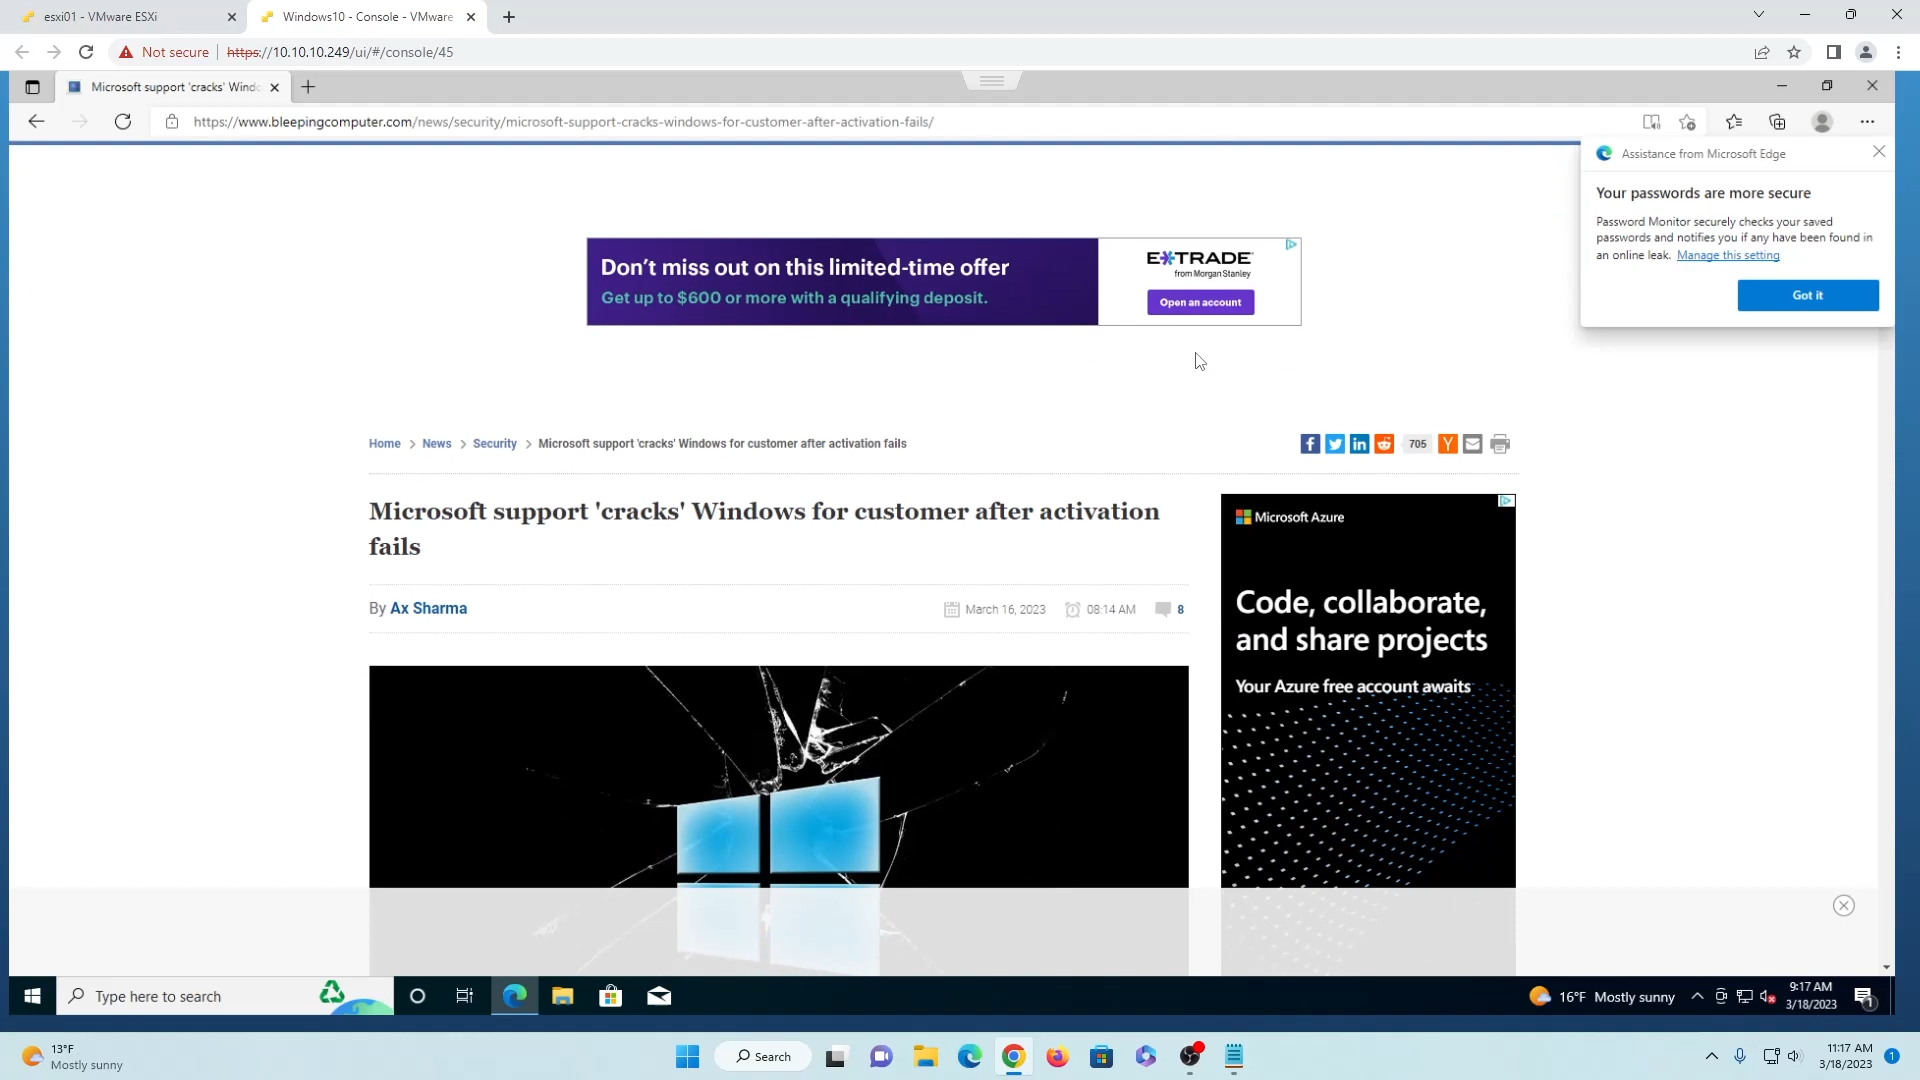 esxi01 - VMware ESXi
Windows10 - Console - VMware
Not secure
https://10.10.10.249/ui/#/console/45
Microsoft support 'cracks' Windo
https://www.bleepingcomputer.com/news/security/microsoft-support-cracks-windows-for-customer-after-activation-fails/
Assistance from Microsoft Edge
Your passwords are more secure
Password Monitor securely checks your saved
passwords and notifies you if any have been found in
an online leak. Manage this setting
Got it
Don't miss out on this limited-time offer
Get up to $600 or more with a qualifying deposit.
E*TRADE
from Morgan Stanley
Open an account
Home > News > Security > Microsoft support 'cracks' Windows for customer after activation fails
705
Microsoft support 'cracks' Windows for customer after activation
fails
By Ax Sharma
March 16, 2023
08:14 AM
8
Microsoft Azure
Code, collaborate,
and share projects
Your Azure free account awaits
Type here to search
16°F Mostly sunny
9:17 AM
3/18/2023
1
13°F
Mostly sunny
Search
11:17 AM
3/18/2023
1